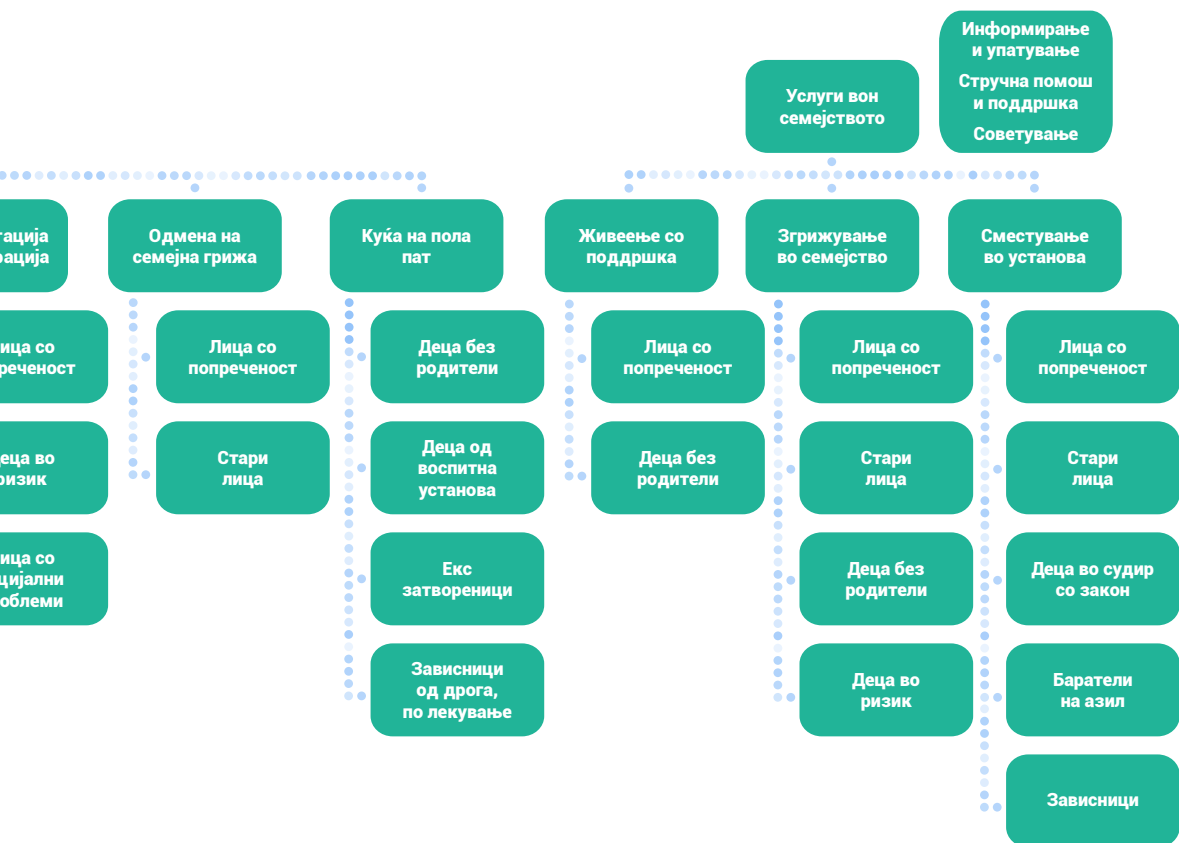 Информирање
и упатување
Стручна помош
и поддршка
Советување
Услуги вон
семејството
Одмена на
семејна грижа
Куќа на пола
пат
Живеење со
поддршка
Згрижување
во семејство
Сместување
во установа
со
Лица со
попреченост
Деца без
родители
Лица со
попреченост
Лица со
попреченост
Лица со
попреченост
во
Стари
лица
Деца од
воспитна
установа
Деца без
родители
Стари
лица
Стари
лица
со
Екс
затвореници
Деца без
родители
Деца во судир
со закон
Зависници
од дрога,
по лекување
Деца во
ризик
Баратели
на азил
Зависници